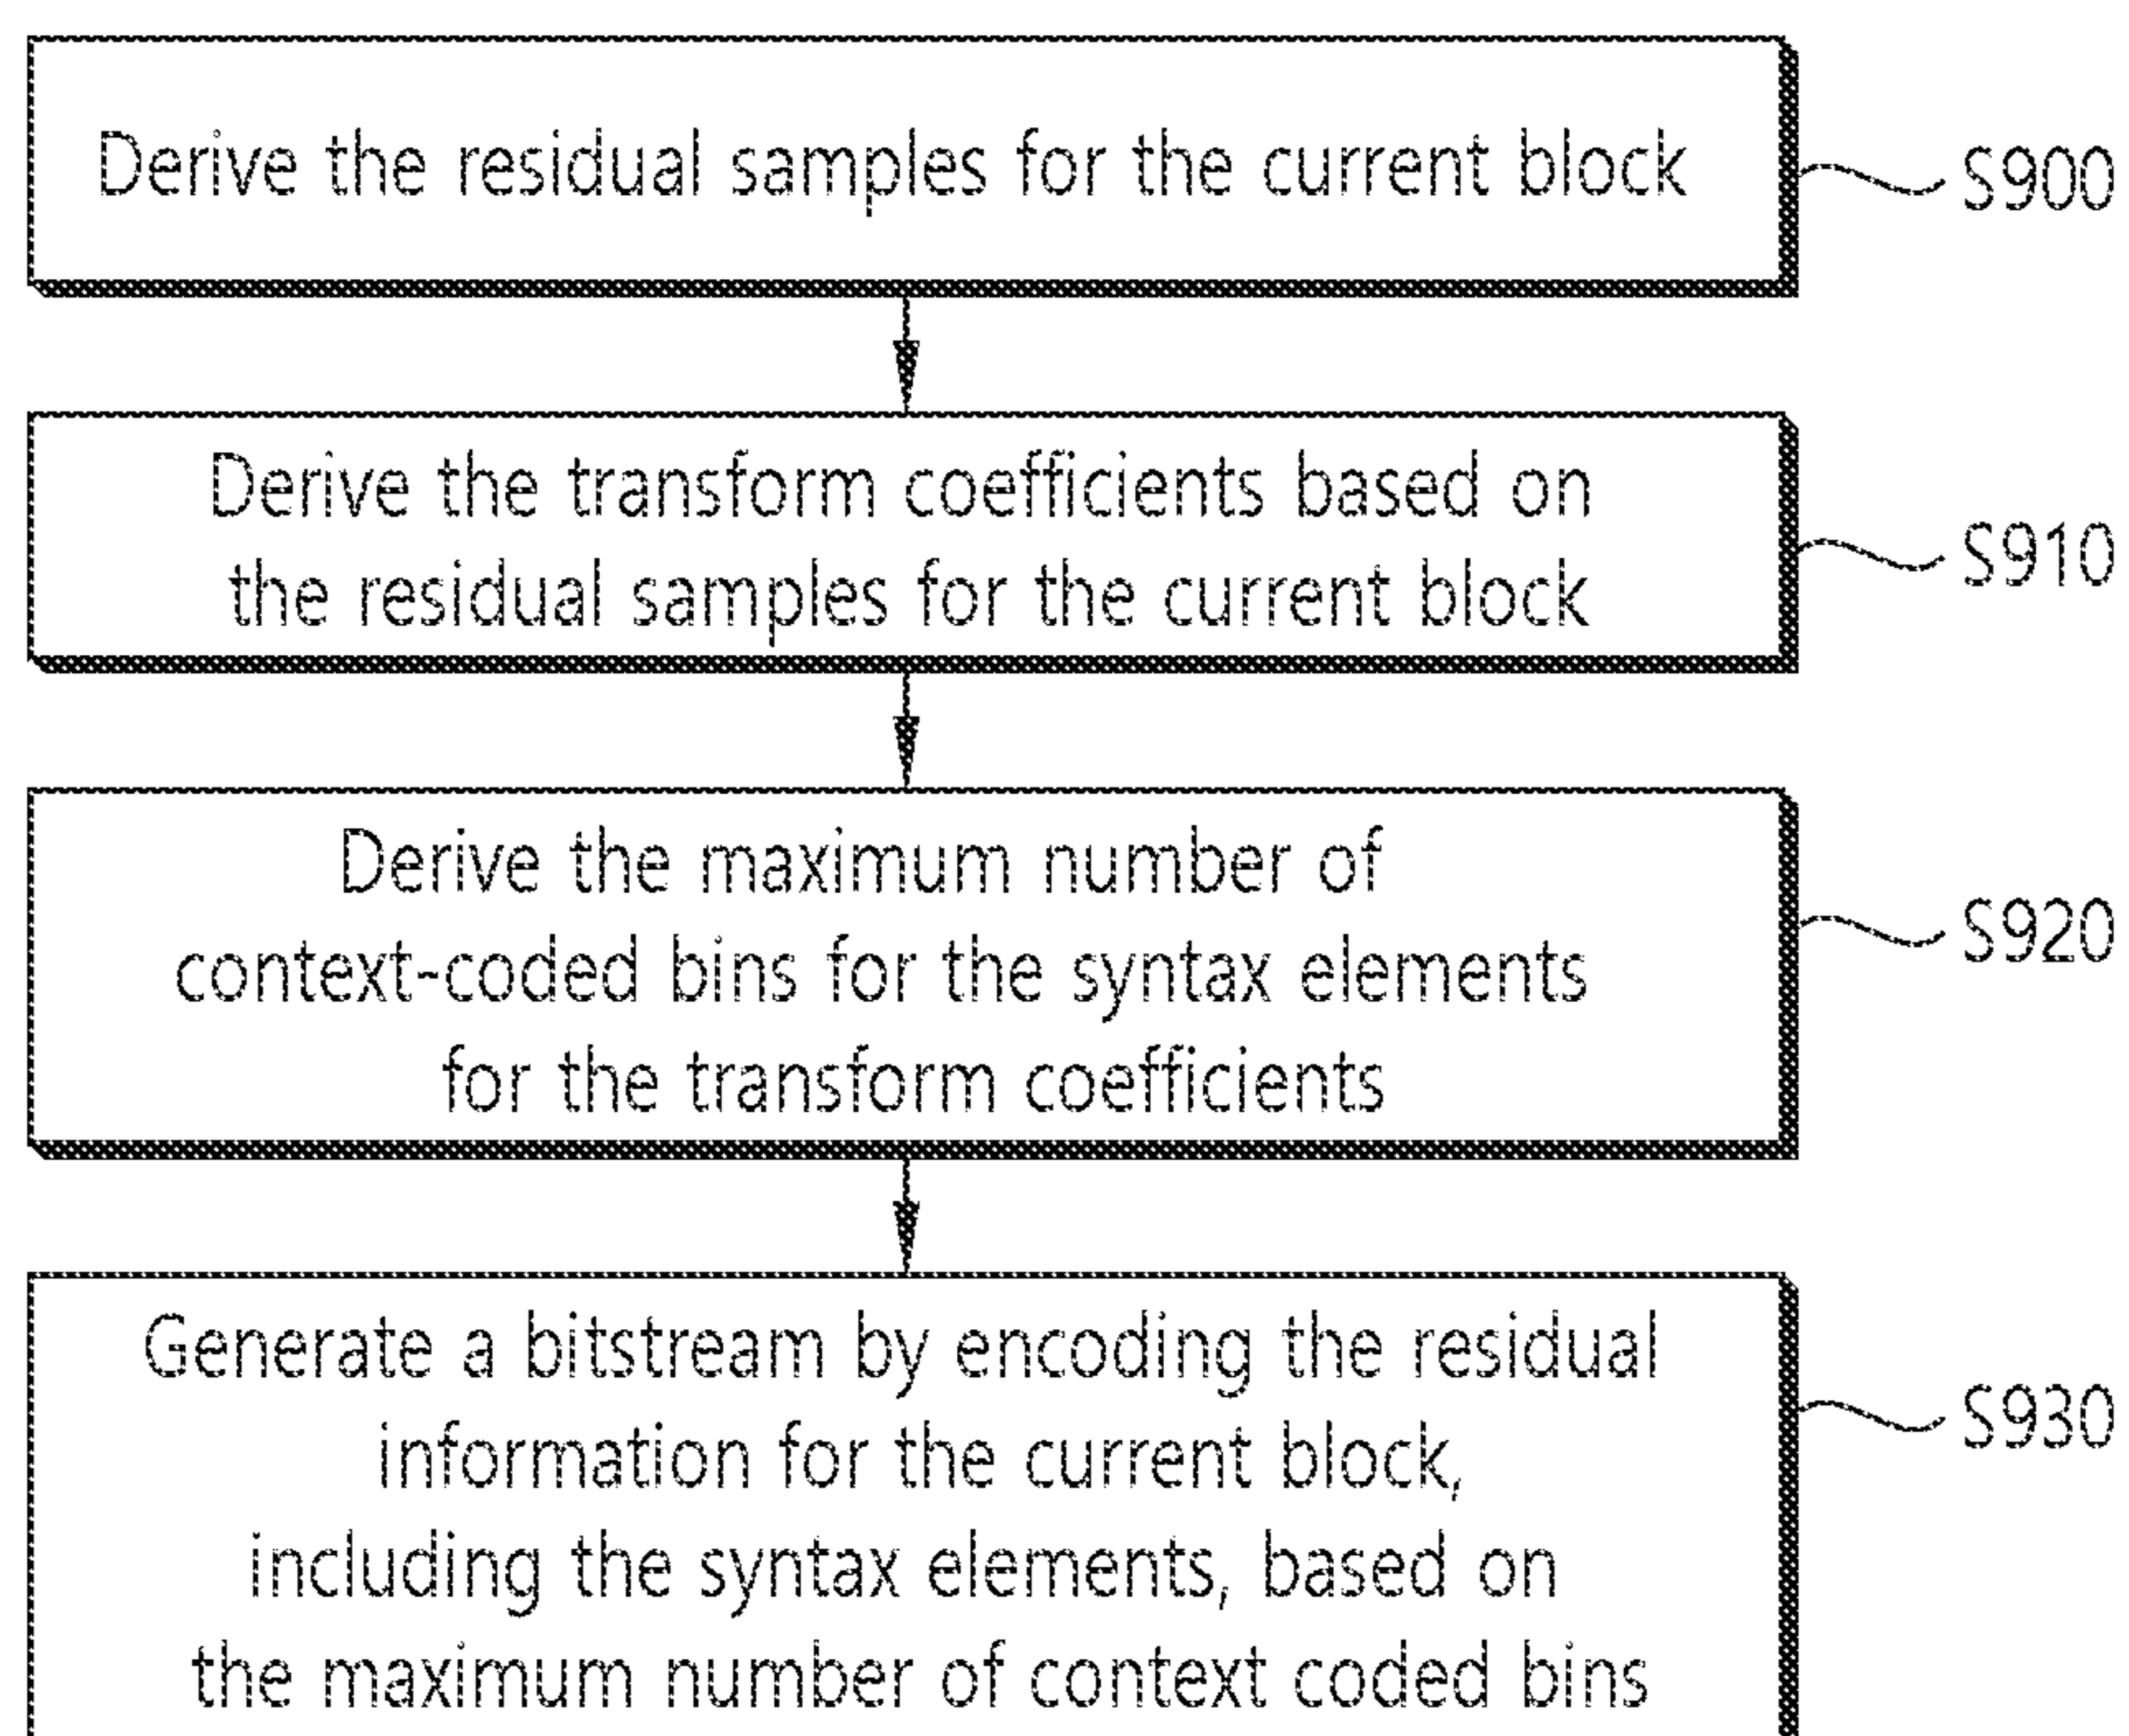 Derive the residual samples for the current block
S900
Derive the transform coefficients based on
the residual samples for the current block
S910
Derive the maximum number of
context-coded bins for the syntax elements
for the transform coefficients
S920
Generate a bitstream by encoding the residual
information for the current block,
including the syntax elements, based on
the maximum number of context coded bins
S930